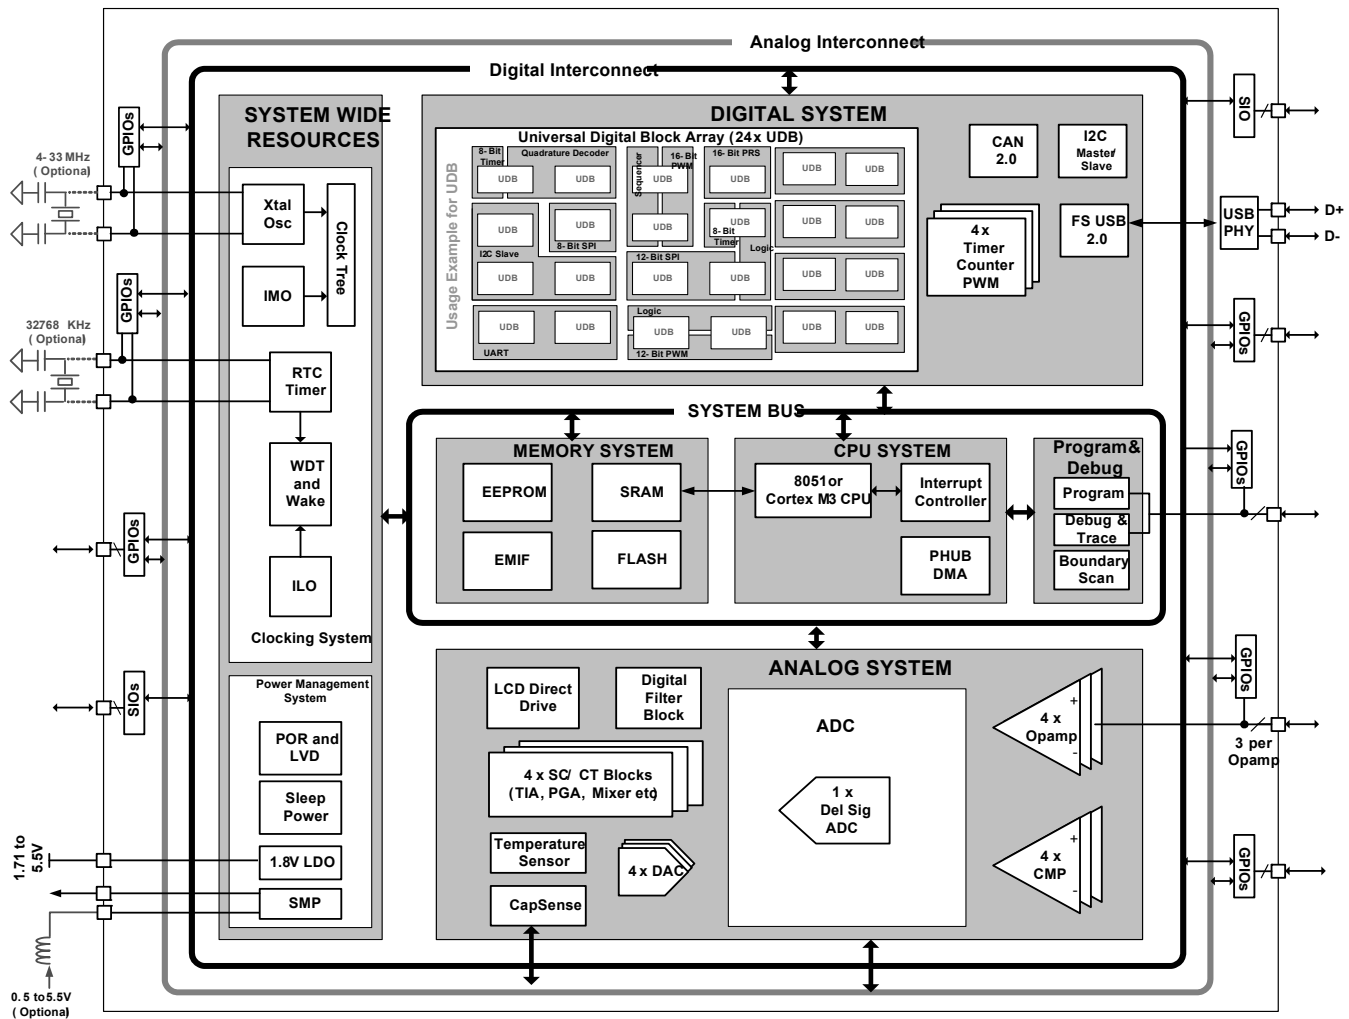 Analog Interconnect
Digital Interconnect
SYSTEM WIDE
RESOURCES
DIGITAL SYSTEM
Universal Digital Block Array (24x UDB)
Usage Example for UDB
8- Bit
Timer
Quadrature Decoder
Sequencer
16- Bit
PWM
16- Bit PRS
UDB
UDB
UDB
UDB
UDB
UDB
UDB
I2C Slave
8- Bit SPI
8- Bit
Timer
Logic
12- Bit SPI
UDB
UDB
UDB
UDB
UDB
UDB
UDB
UDB
UDB
UDB
UDB
UDB
Logic
UDB
UDB
UDB
UDB
UDB
UDB
UART
12- Bit PWM
CAN
2.0
I2C
Master/
Slave
4 x
Timer
Counter
PWM
FS USB
2.0
SIO
USB
PHY
D+
D-
GPIOs
GPIOs
GPIOs
3 per
Opamp
GPIOs
GPIOs
4- 33 MHz
( Optional)
Xtal
Osc
Clock Tree
IMO
GPIOs
32768 KHz
( Optional)
RTC
Timer
WDT
and
Wake
GPIOs
ILO
Clocking System
SIOs
Power Management
System
POR and
LVD
Sleep
Power
1.71 to
5.5V
1.8V LDO
SMP
0. 5 to5.5V
( Optional)
SYSTEM BUS
MEMORY SYSTEM
EEPROM
SRAM
EMIF
FLASH
CPU SYSTEM
8051or
Cortex M3 CPU
Interrupt
Controller
PHUB
DMA
Program&
Debug
Program
Debug &
Trace
Boundary
Scan
ANALOG SYSTEM
LCD Direct
Drive
Digital
Filter
Block
ADC
4 x SC/ CT Blocks
(TIA, PGA, Mixer etc)
1 x
Del Sig
ADC
Temperature
Sensor
4 x DAC
CapSense
+
4 x
Opamp
-
+
4 x
CMP
-